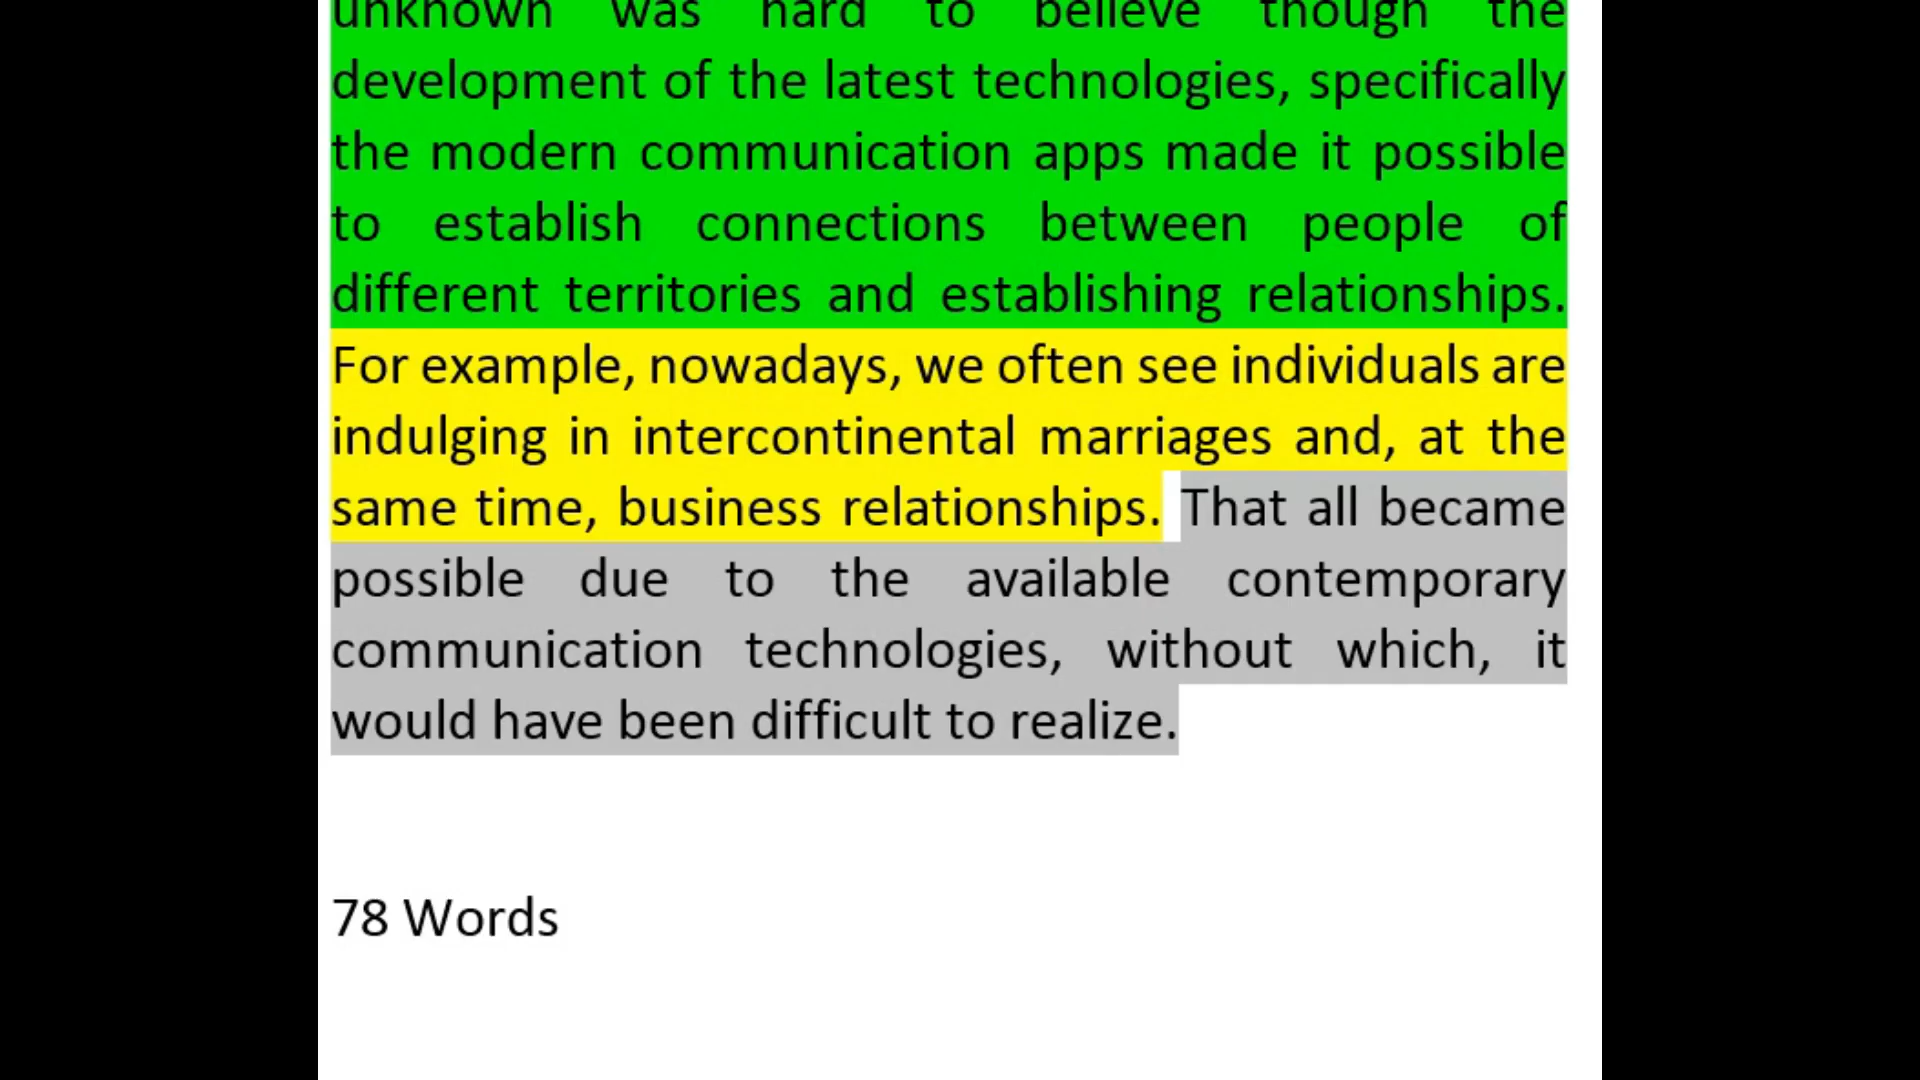 unknown was hard to believe though the
development of the latest technologies, specifically
the modern communication apps made it possible
to establish connections between people of
different territories and establishing relationships.
For example, nowadays, we often see individuals are
indulging in intercontinental marriages and, at the
same time, business relationships. That all became
possible due to the available contemporary
communication technologies, without which, it
would have been difficult to realize.
78 Words